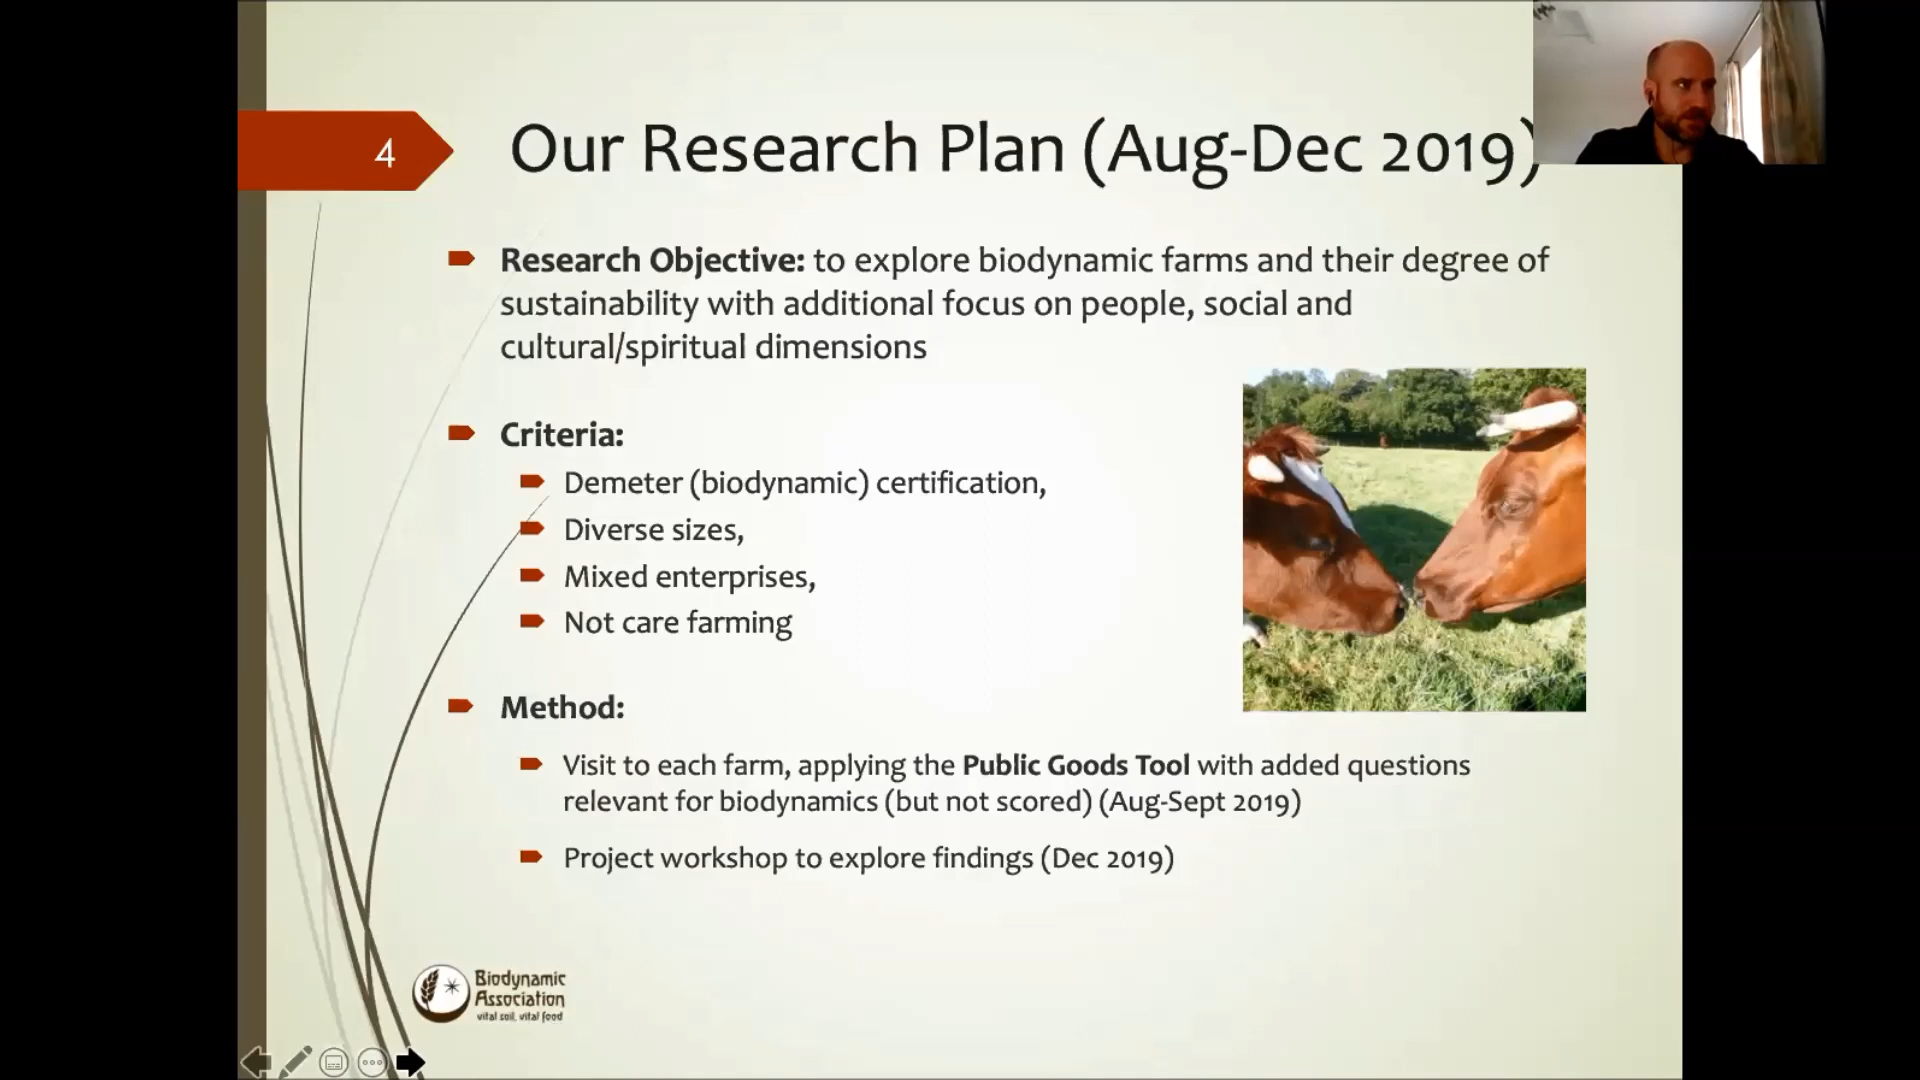 4
Our Research Plan (Aug-Dec 2019)
Research Objective: to explore biodynamic farms and their degree of
sustainability with additional focus on people, social and
cultural/spiritual dimensions
Criteria:
Demeter (biodynamic) certification,
Diverse sizes,
Mixed enterprises,
Not care farming
Method:
Visit to each farm, applying the Public Goods Tool with added questions
relevant for biodynamics (but not scored) (Aug-Sept 2019)
Project workshop to explore findings (Dec 2019)
Biodynamic
Association
vital soil, vital food